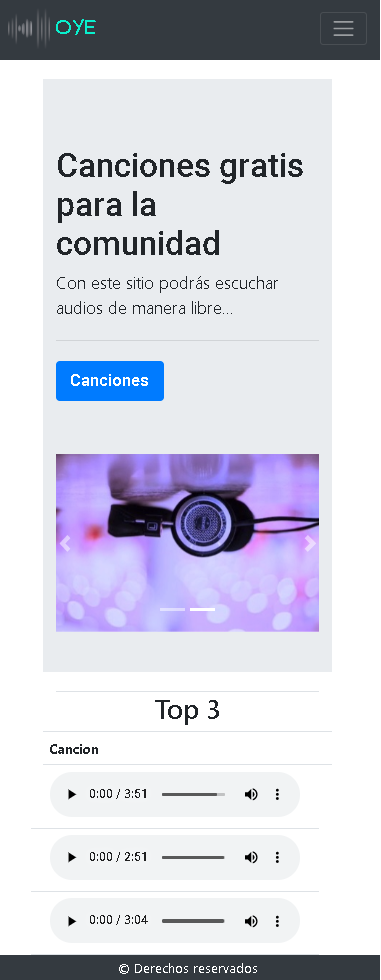 OYE
Canciones gratis
para la
comunidad
Con este sitio podrás escuchar
audios de manera libre...
Canciones
Top 3
Cancion
0:00 / 3:51
0:00 / 2:51
0:00 / 3:04
© Derechos reservados